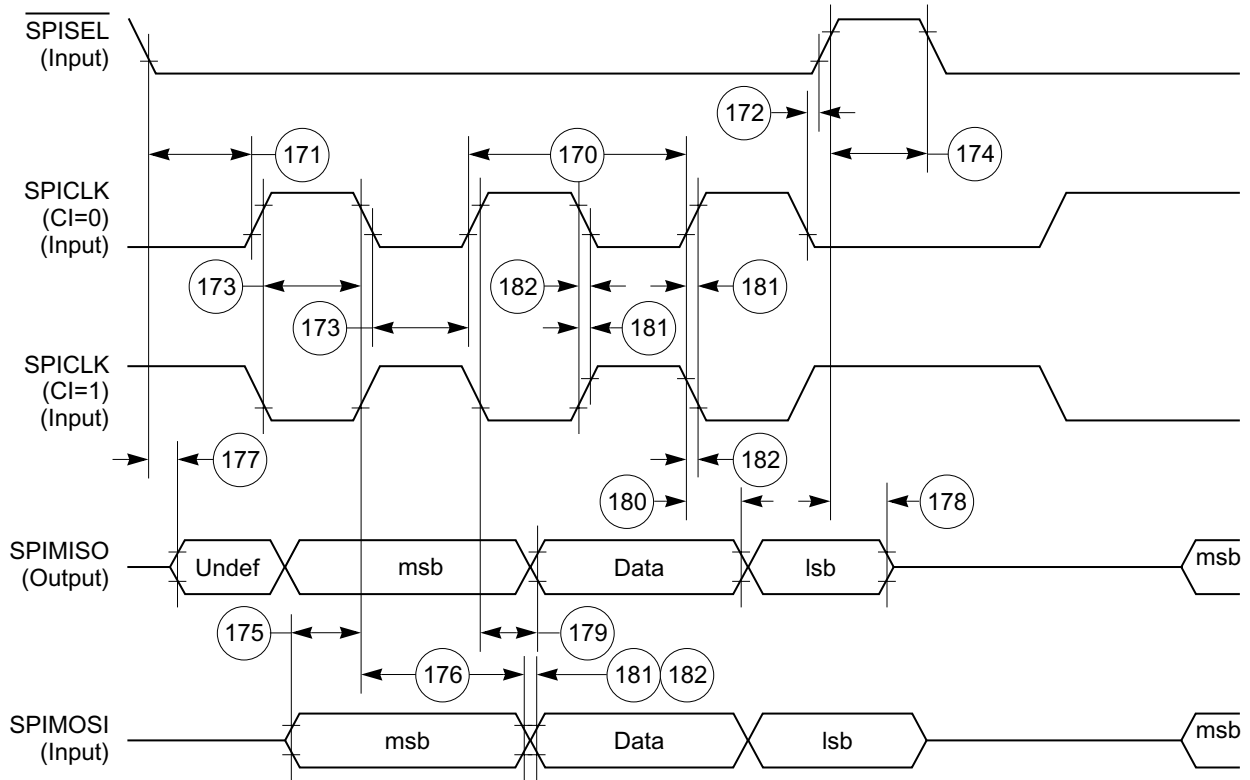 SPISEL
(Input)
172
171
170
174
SPICLK
(CI=0)
(Input)
173
182
181
173
181
SPICLK
(CI=1)
(Input)
177
182
180
178
SPIMISO
(Output)
Undef
msb
Data
lsb
msb
175
179
176
181
182
SPIMOSI
(Input)
msb
Data
lsb
msb